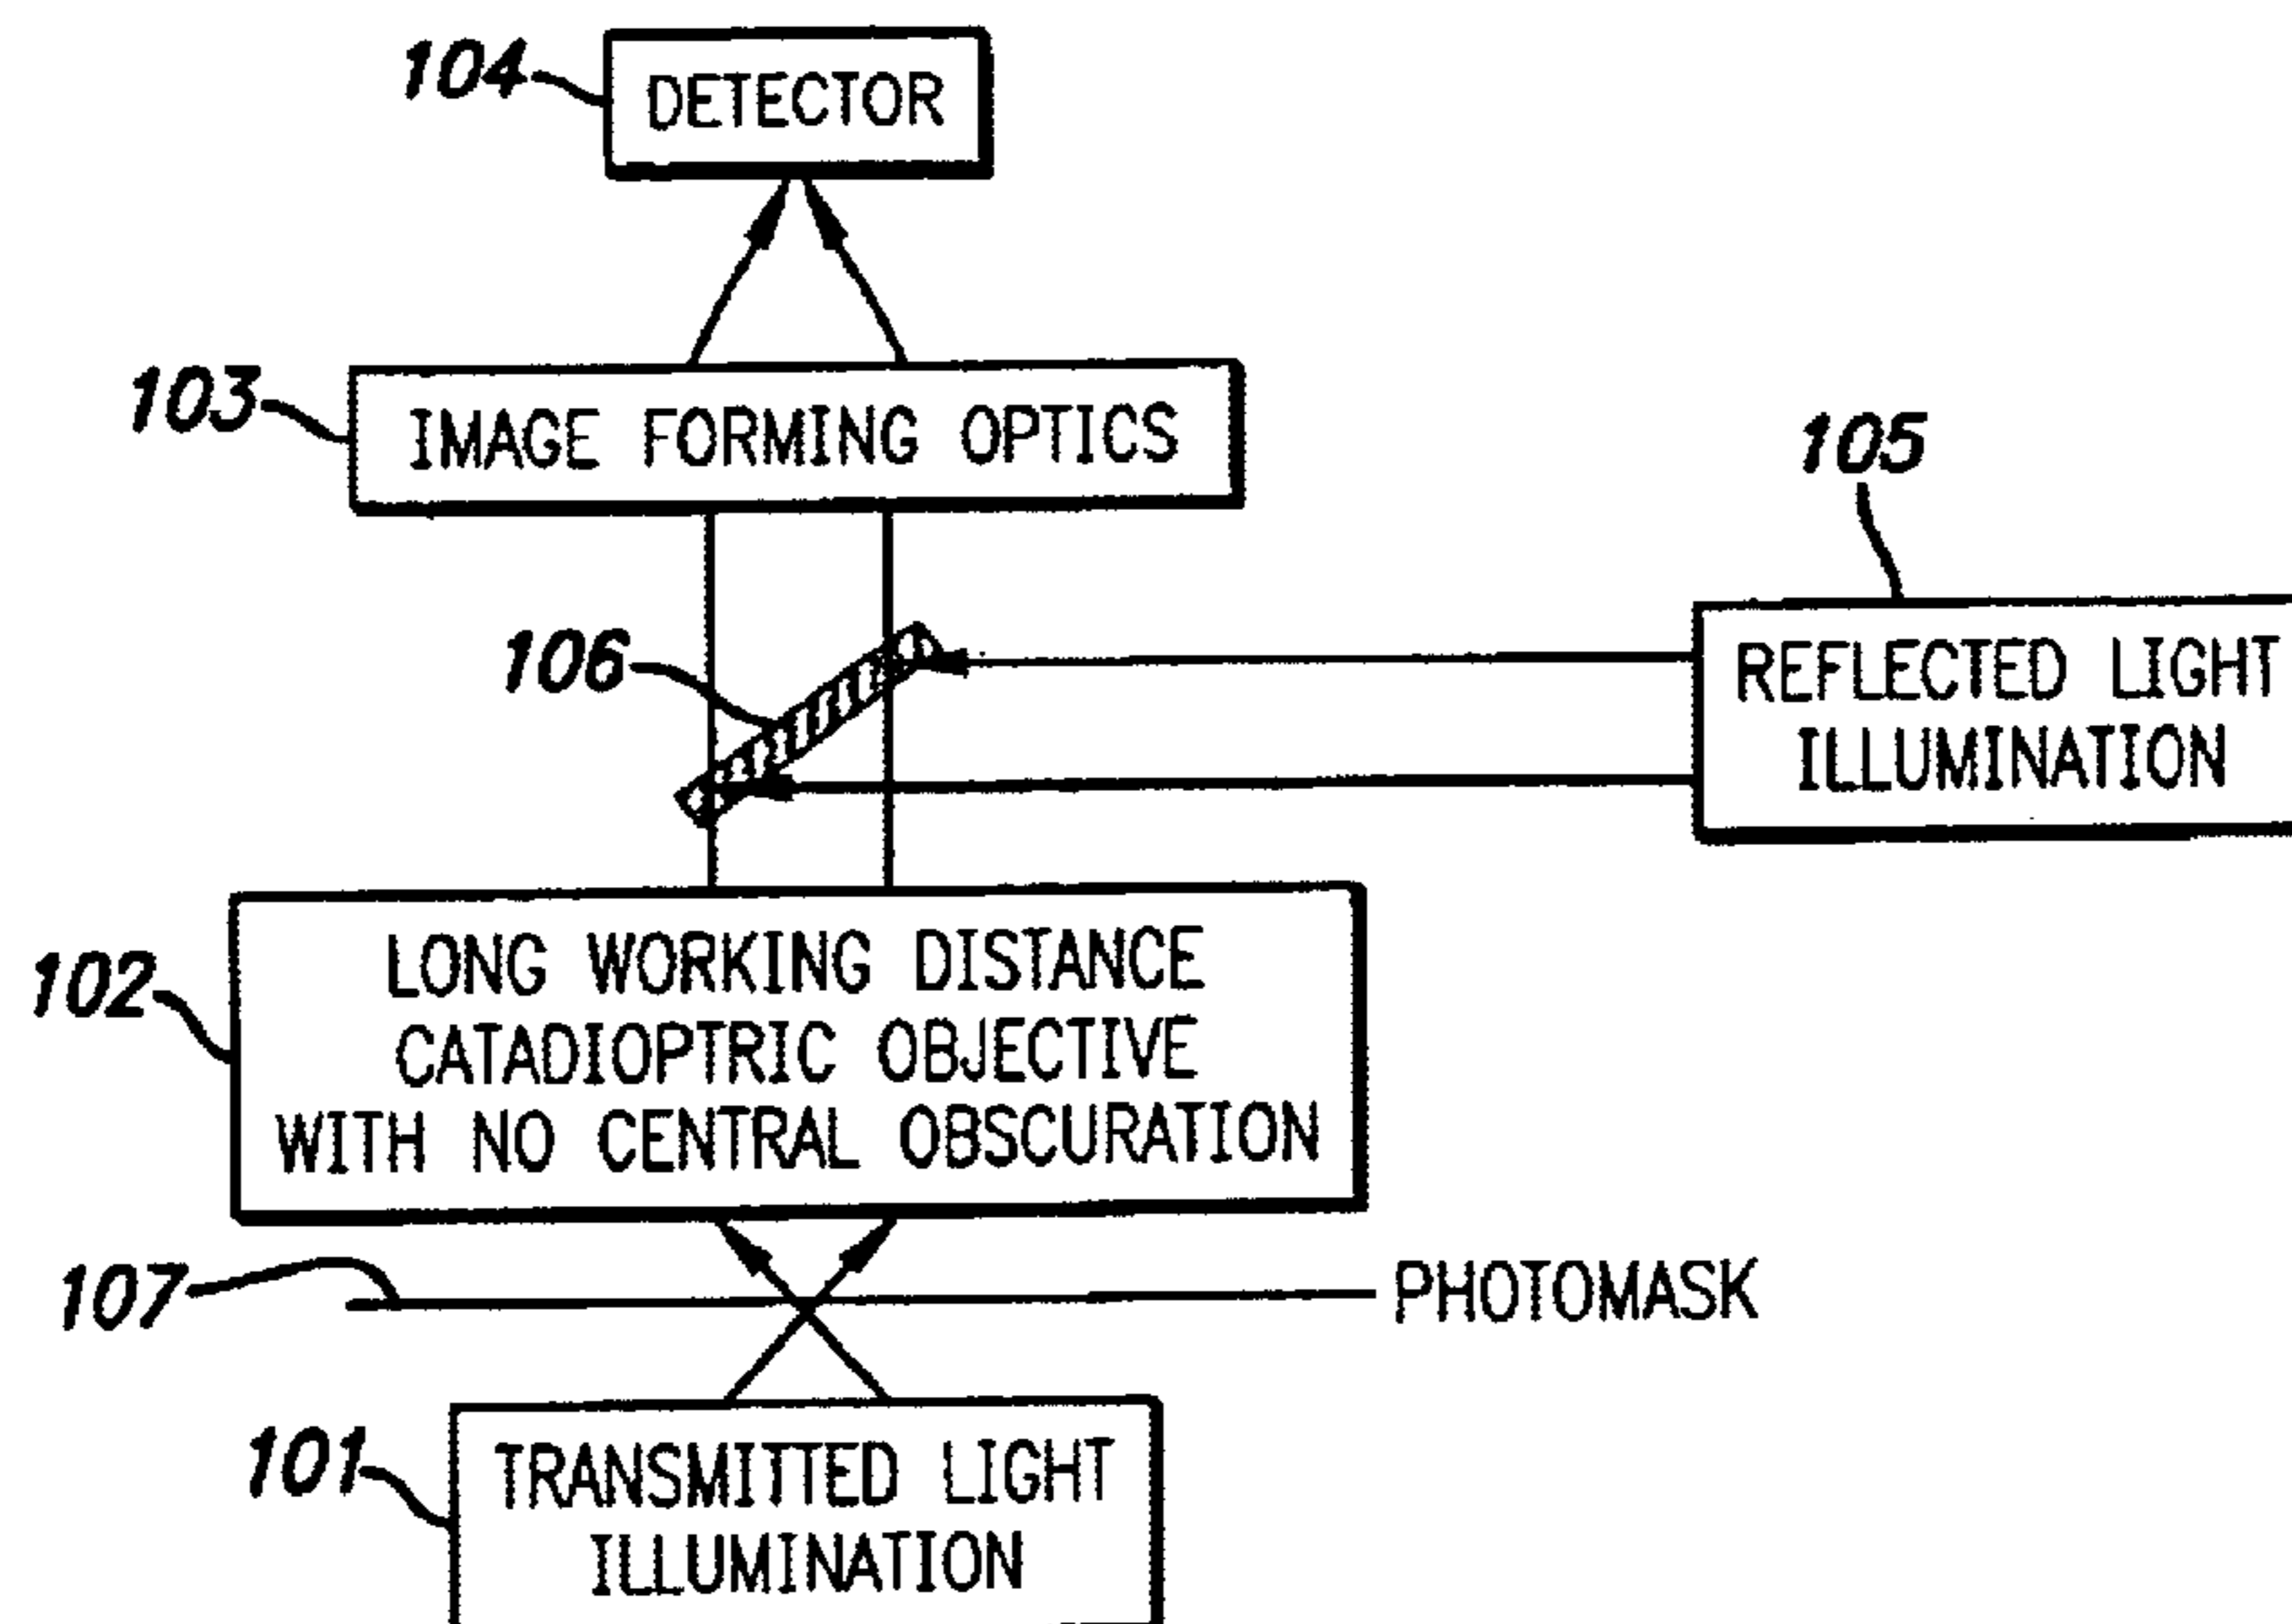 104
DETECTOR
103
IMAGE FORMING OPTICS
105
106
REFLECTED LIGHT
ILLUMINATION
102
LONG WORKING DISTANCE
CATADIOPTRIC OBJECTIVE
WITH NO CENTRAL OBSCURATION
107
PHOTOMASK
101
TRANSMITTED LIGHT
ILLUMINATION